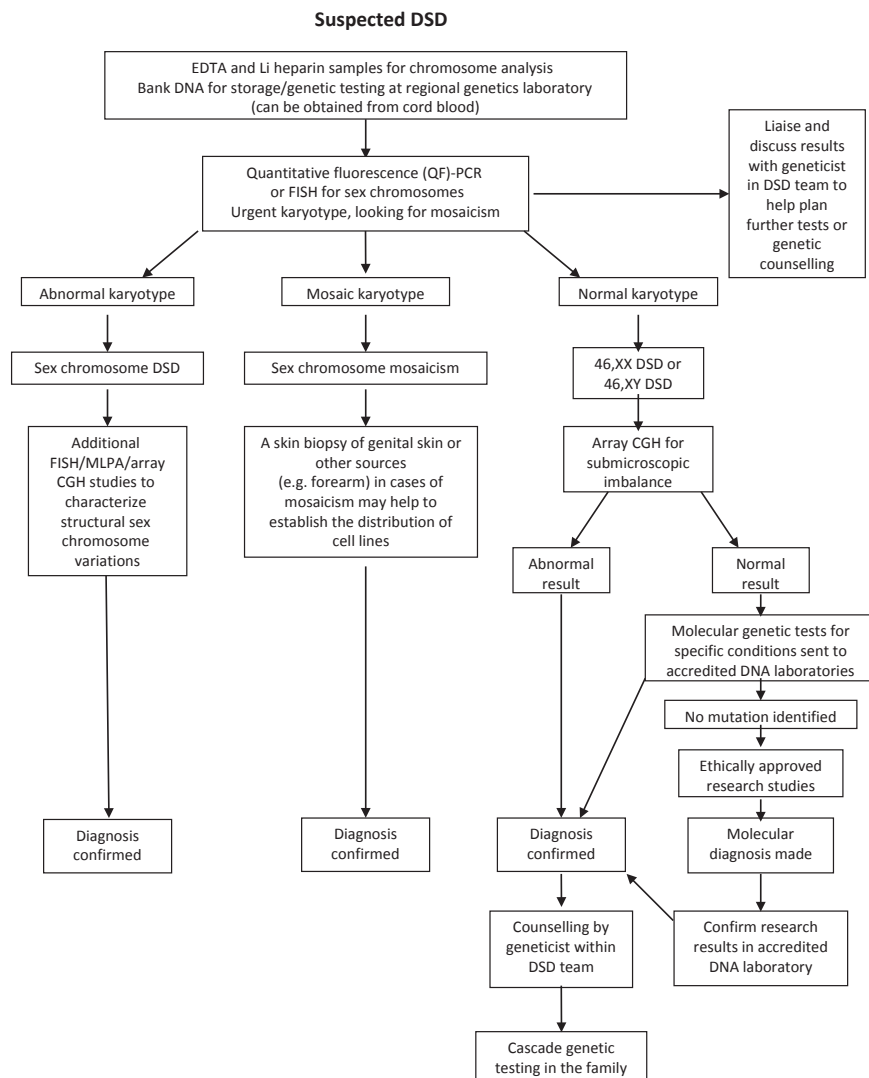 Suspected DSD
EDTA and Li heparin samples for chromosome analysis
Bank DNA for storage/genetic testing at regional genetics laboratory
(can be obtained from cord blood)
Liaise and
discuss results
with geneticist
in DSD team to
help plan
further tests or
genetic
counselling
Quantitative fluorescence (QF)-PCR
or FISH for sex chromosomes
Urgent karyotype, looking for mosaicism
Abnormal karyotype
Mosaic karyotype
Normal karyotype
Sex chromosome DSD
Sex chromosome mosaicism
46,XX DSD or
46,XY DSD
Additional
FISH/MLPA/array
CGH studies to
characterize
structural sex
chromosome
variations
A skin biopsy of genital skin or
other sources
(e.g. forearm) in cases of
mosaicism may help to
establish the distribution of
cell lines
Array CGH for
submicroscopic
imbalance
Abnormal
result
Normal
result
Molecular genetic tests for
specific conditions sent to
accredited DNA laboratories
No mutation identified
Ethically approved
research studies
Diagnosis
confirmed
Diagnosis
confirmed
Diagnosis
confirmed
Molecular
diagnosis made
Counselling by
geneticist within
DSD team
Confirm research
results in accredited
DNA laboratory
Cascade genetic
testing in the family